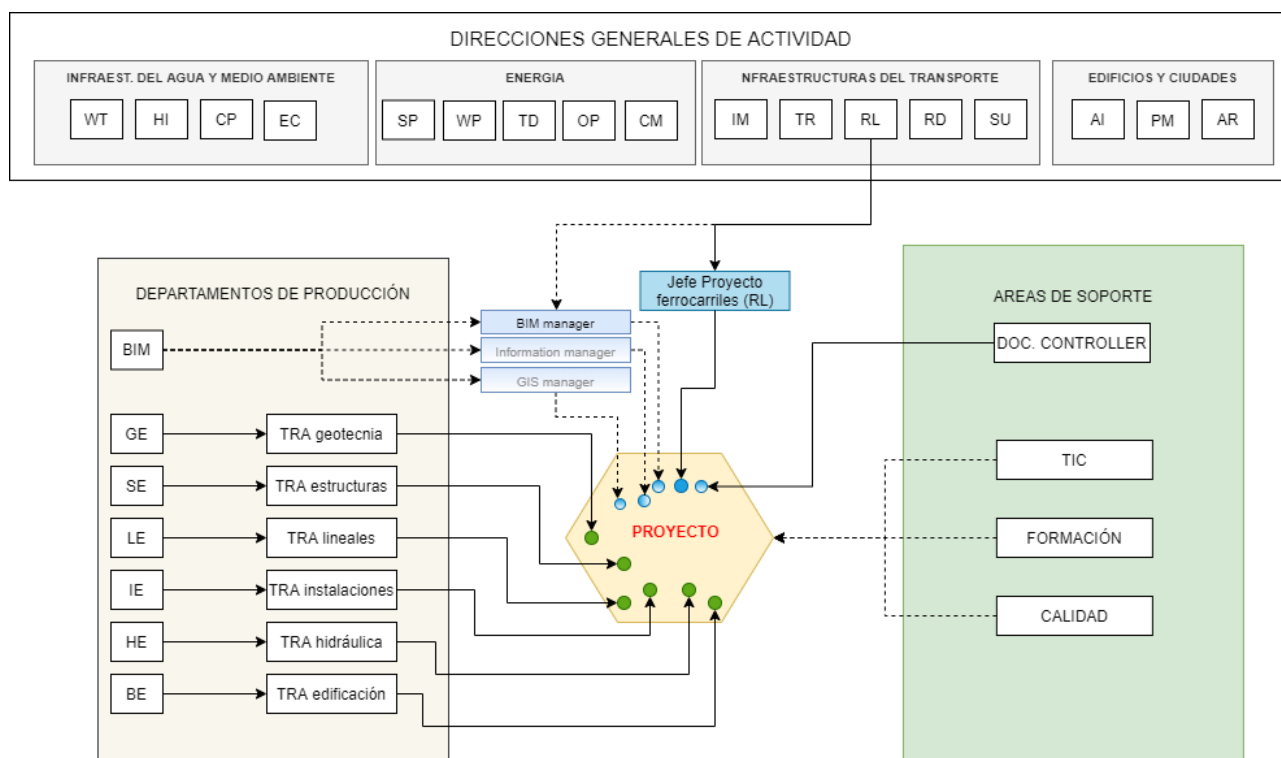 DIRECCIONES GENERALES DE ACTIVIDAD
INFRAEST. DEL AGUA Y MEDIO AMBIENTE
WT HI CP EC
ENERGIA
SP WP TD OP CM
NFRAESTRUCTURAS DEL TRANSPORTE
IM TR RL RD SU
EDIFICIOS Y CIUDADES
AI PM AR
DEPARTAMENTOS DE PRODUCCIÓN
BIM
GE TRA geotecnia
SE TRA estructuras
LE TRA lineales
IE TRA instalaciones
HE TRA hidráulica
BE TRA edificación
BIM manager
Information manager
GIS manager
Jefe Proyecto
ferrocarriles (RL)
PROYECTO
AREAS DE SOPORTE
DOC. CONTROLLER
TIC
FORMACIÓN
CALIDAD